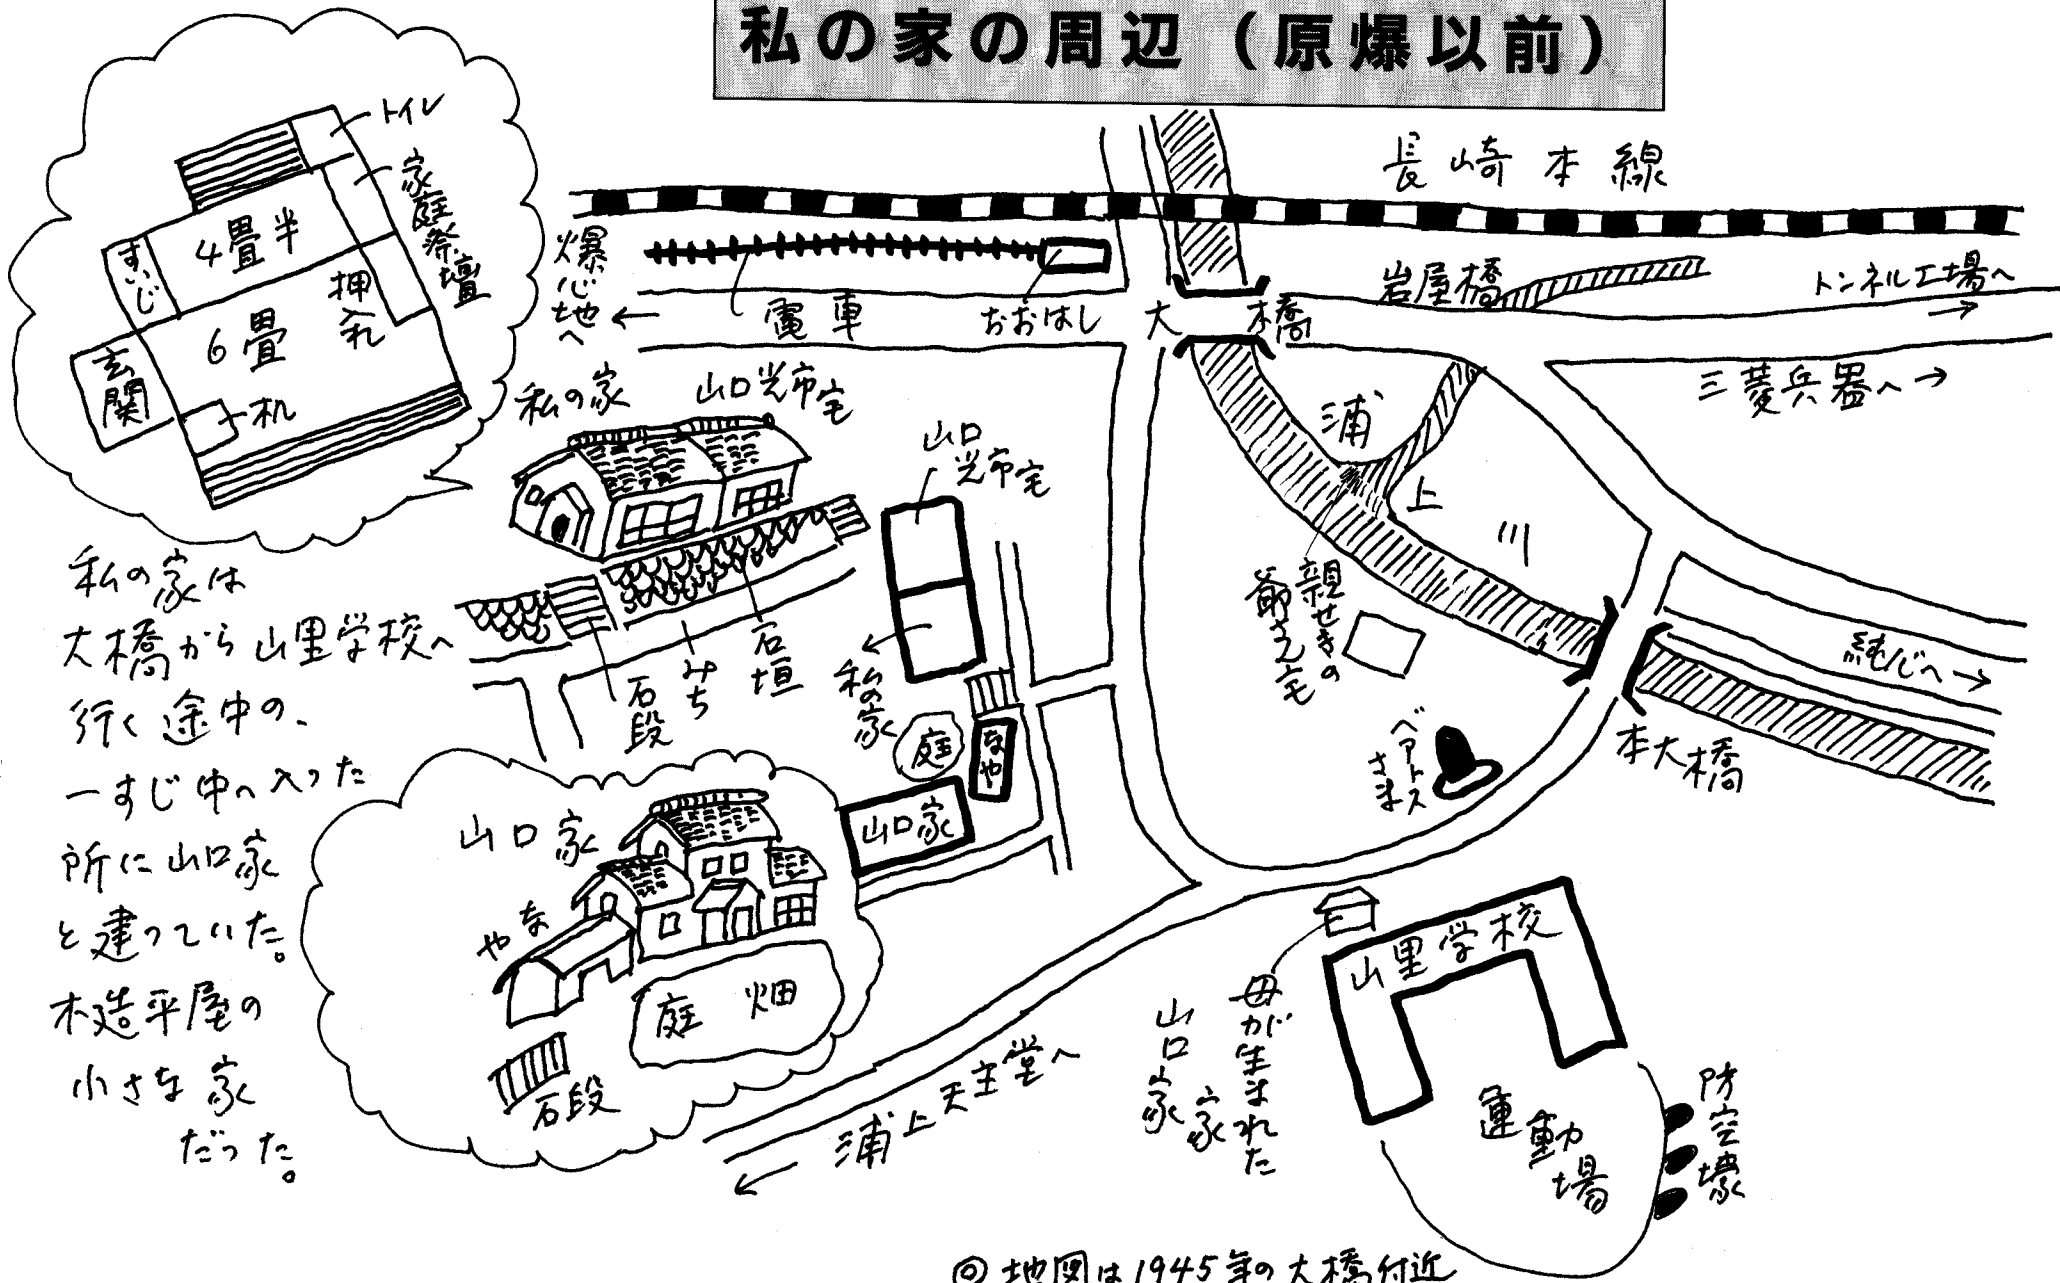 私の家の周辺（原爆以前）
トイレ
家庭祭壇
4畳半
すいじ
押入れ
6畳
玄関
机
長崎本線
爆心地へ
電車
おおはし
大橋
岩屋橋
トンネル工場へ
三菱兵器へ
私の家
山口光市宅
山口光市宅
浦上川
親せきの
爺さん宅
純心へ
本大橋
ベアトス
さま
石垣
みち
石段
私の家
庭
なや
山口家
私の家は
大橋から山里学校へ
行く途中の、
一すじ中へ入った
所に山口家
と建っていた。
木造平屋の
小さな家
だった。
山口家
なや
庭
畑
石段
浦上天主堂へ
母が生まれた
家
山口家
山里学校
運動場
防空壕
◎地図は1945年の大橋付近